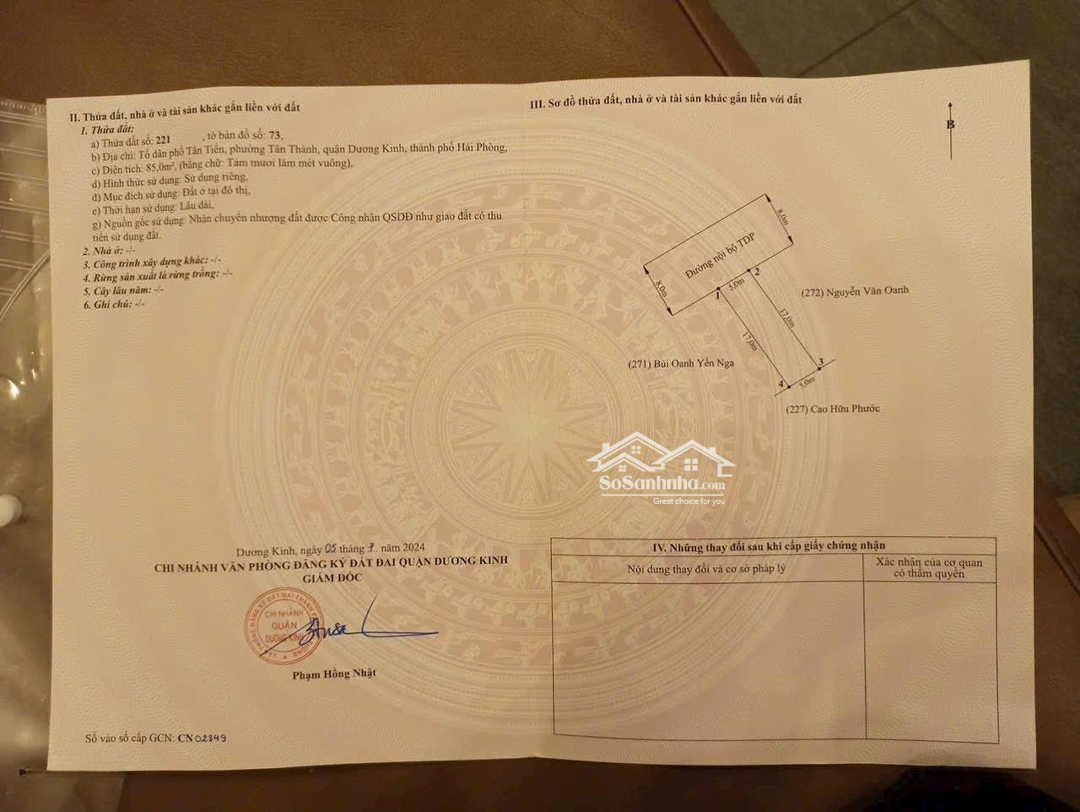 II. Thửa đất, nhà ở và tài sản khác gắn liền với đất
1. Thửa đất:
a) Thửa đất số: 221 , tờ bản đồ số: 73,
b) Địa chỉ: Tổ dân phố Tân Tiến, phường Tân Thành, quận Dương Kinh, thành phố Hải Phòng,
c) Diện tích: 85,0m², (bằng chữ: Tám mươi lăm mét vuông),
d) Hình thức sử dụng: Sử dụng riêng,
đ) Mục đích sử dụng: Đất ở tại đô thị,
e) Thời hạn sử dụng: Lâu dài,
g) Nguồn gốc sử dụng: Nhận chuyển nhượng đất được Công nhận QSDĐ như giao đất có thu
tiền sử dụng đất.
2. Nhà ở: -/-
3. Công trình xây dựng khác: -/-
4. Rừng sản xuất là rừng trồng: -/-
5. Cây lâu năm: -/-
6. Ghi chú: -/-
Dương Kinh, ngày 05 tháng 7. năm 2024
CHI NHÁNH VĂN PHÒNG ĐĂNG KÝ ĐẤT ĐAI QUẬN DƯƠNG KINH
GIÁM ĐỐC
CHI NHÁNH
QUẬN
DƯƠNG KINH
Phạm Hồng Nhật
Số vào sổ cấp GCN: CN 02849
III. Sơ đồ thửa đất, nhà ở và tài sản khác gắn liền với đất
B
8.0m
Đường nội bộ TDP
8.0m
1
5.0m
2
(272) Nguyễn Văn Oanh
17,0m
17,0m
(271) Bùi Oanh Yến Nga
3
4
5.0m
(227) Cao Hữu Phước
SoSanhnha.com
Great choice for you
IV. Những thay đổi sau khi cấp giấy chứng nhận
Nội dung thay đổi và cơ sở pháp lý
Xác nhận của cơ quan
có thẩm quyền